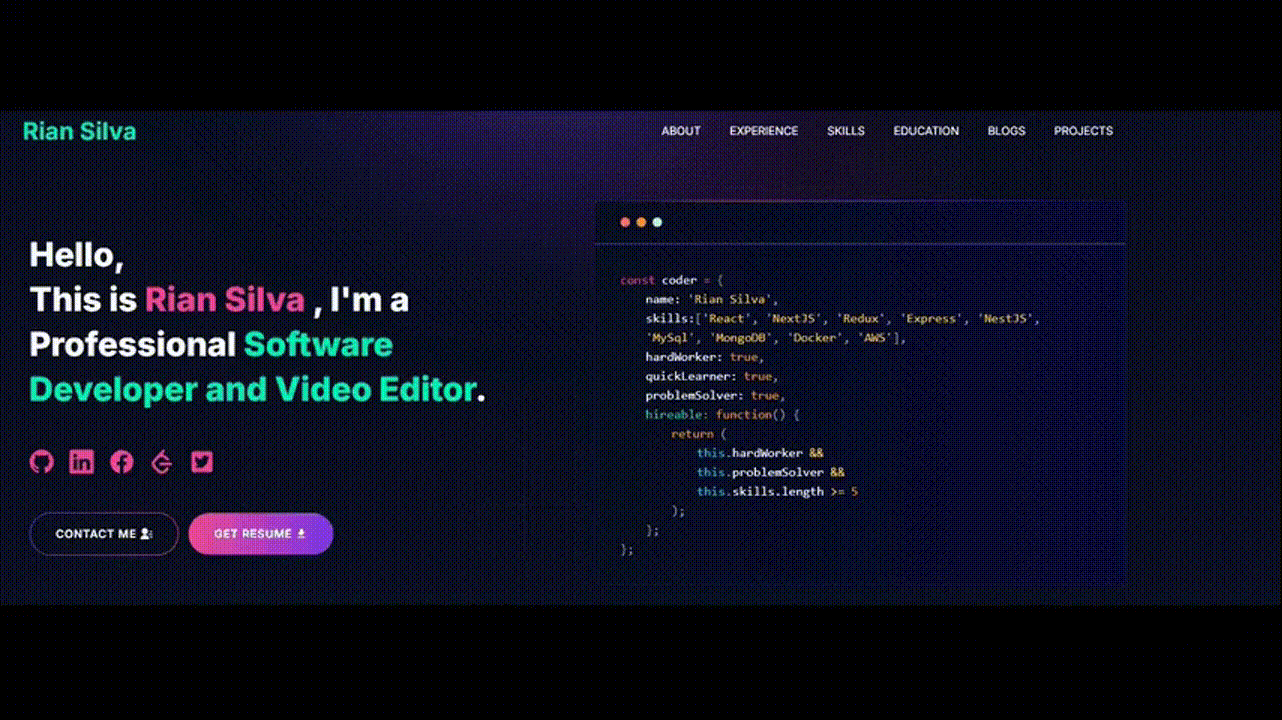 Rian Silva
ABOUT EXPERIENCE SKILLS EDUCATION BLOGS PROJECTS
Hello,
This is Rian Silva , I'm a
Professional Software
Developer and Video Editor.
CONTACT ME
GET RESUME
const coder = {
name: 'Rian Silva',
skills:['React', 'NextJS', 'Redux', 'Express', 'NestJS',
'MySql', 'MongoDB', 'Docker', 'AWS'],
hardWorker: true,
quickLearner: true,
problemSolver: true,
hireable: function() {
return (
this.hardWorker &&
this.problemSolver &&
this.skills.length >= 5
);
};
};